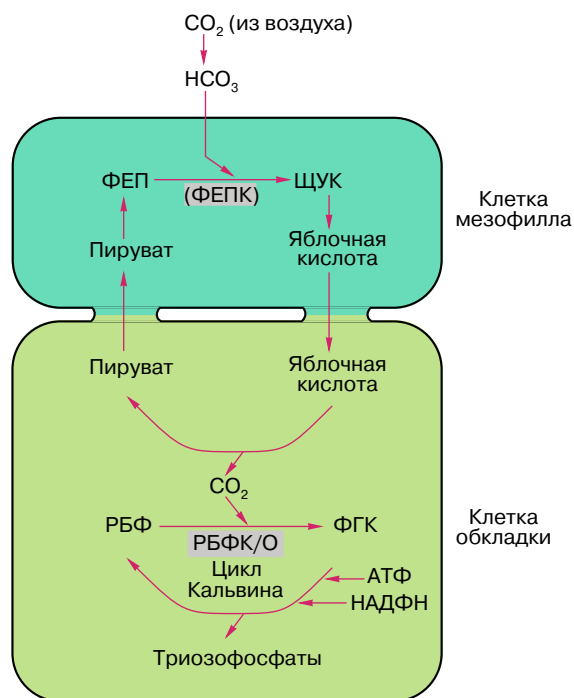 CO2 (из воздуха)
HCO3
ФЕП
ЩУК
(ФЕПК)
Клетка
мезофилла
Пируват
Яблочная
кислота
Пируват
Яблочная
кислота
CO2
РБФ
ФГК
РБФК/О
Клетка
обкладки
Цикл
Кальвина
АТФ
НАДФН
Триозофосфаты